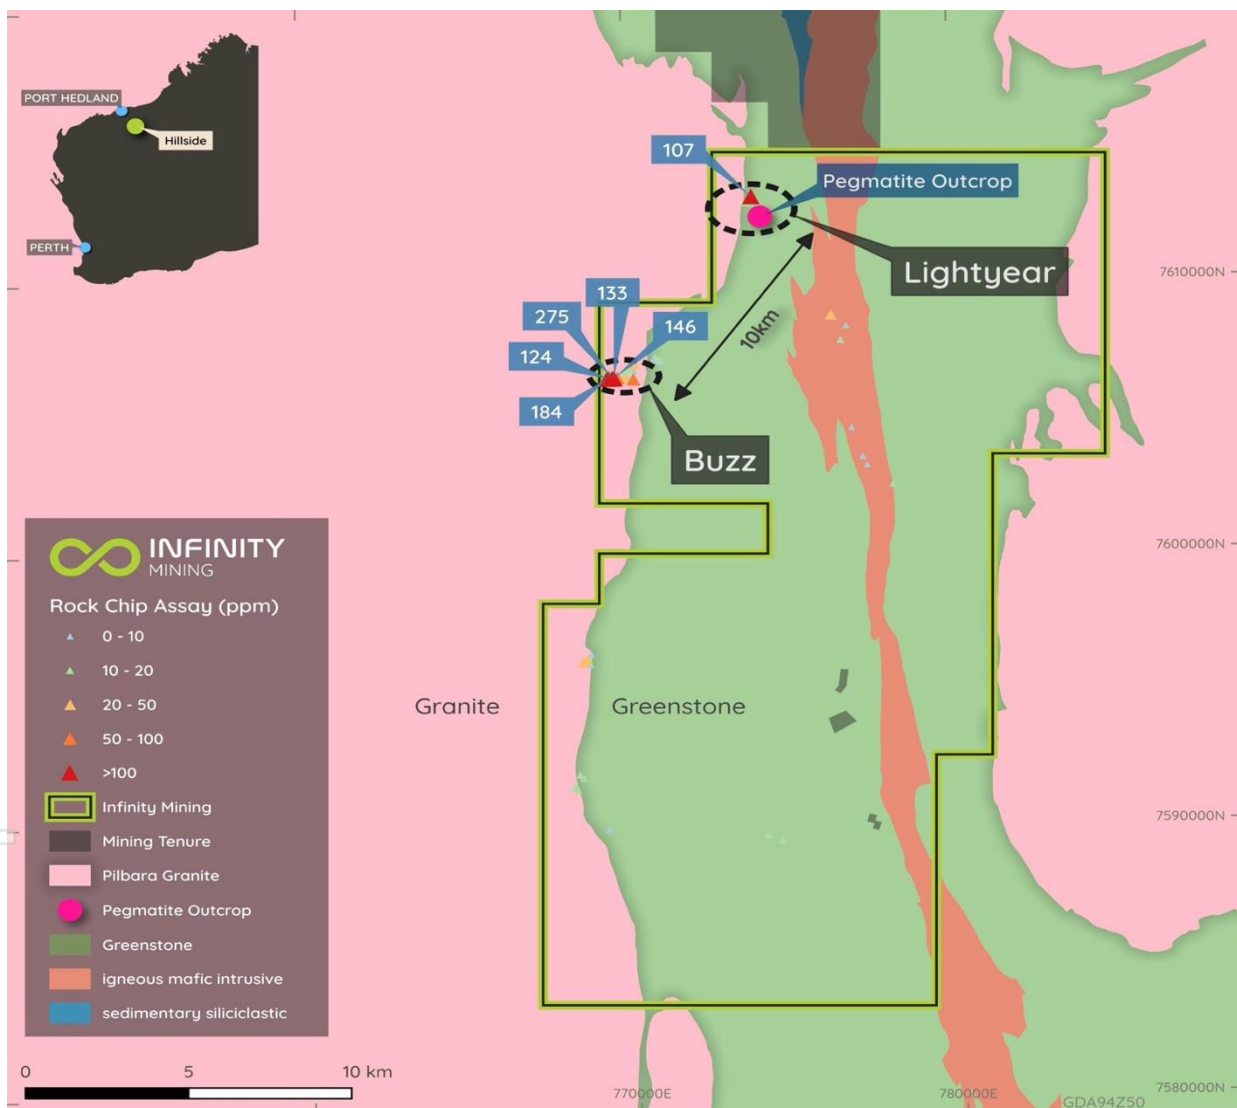 PORT HEDLAND
Hillside
PERTH
107
Pegmatite Outcrop
Lightyear
7610000N
133
275
146
10km
124
184
Buzz
7600000N
INFINITY
MINING
Rock Chip Assay (ppm)
0 - 10
10 - 20
20 - 50
50 - 100
>100
Infinity Mining
Mining Tenure
Pilbara Granite
Pegmatite Outcrop
Greenstone
igneous mafic intrusive
sedimentary siliciclastic
Granite
Greenstone
7590000N
0 5 10 km
770000E
780000E
7580000N
GDA94Z50